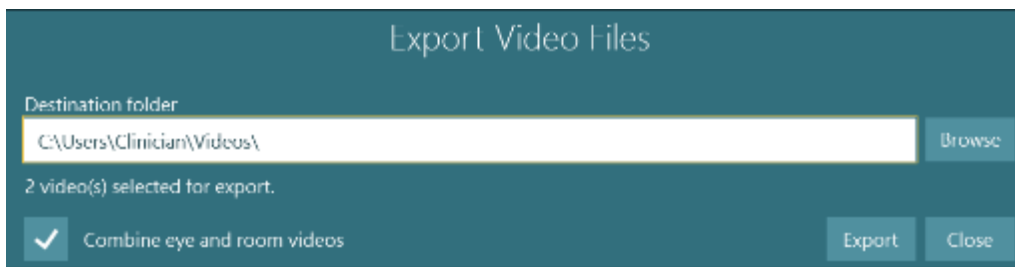 Export Video Files
Destination folder
C:\Users\Clinician\Videos\
Browse
2 video(s) selected for export.
Combine eye and room videos
Export
Close